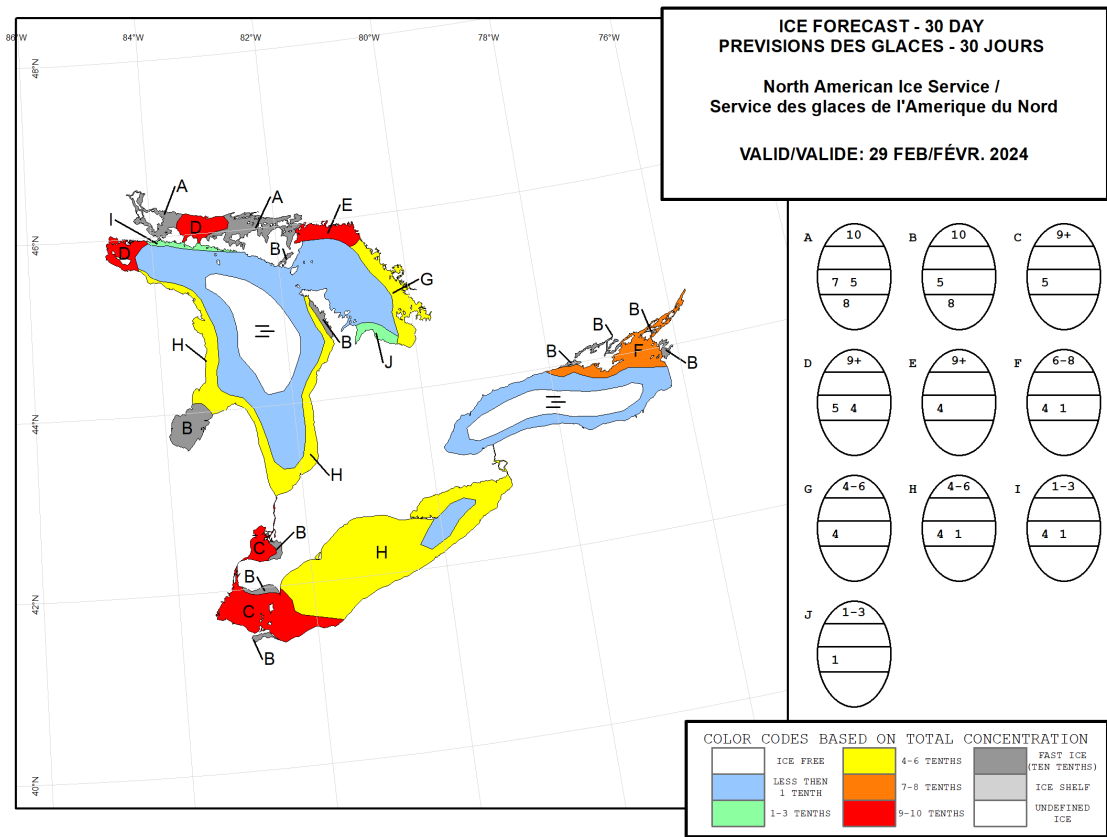 ICE FORECAST - 30 DAY
PREVISIONS DES GLACES - 30 JOURS
North American Ice Service /
Service des glaces de l'Amerique du Nord
VALID/VALIDE: 29 FEB/FÉVR. 2024
86°W
84°W
82°W
80°W
78°W
76°W
48°N
46°N
44°N
42°N
40°N
A
A
E
I
D
D
B
G
B
J
H
B
H
B
B
B
F
B
B
C
B
H
B
C
B
A
10
7 5
8
B
10
5
8
C
9+
5
D
9+
5 4
E
9+
4
F
6-8
4 1
G
4-6
4
H
4-6
4 1
I
1-3
4 1
J
1-3
1
COLOR CODES BASED ON TOTAL CONCENTRATION
ICE FREE
LESS THEN
1 TENTH
1-3 TENTHS
4-6 TENTHS
7-8 TENTHS
9-10 TENTHS
FAST ICE
(TEN TENTHS)
ICE SHELF
UNDEFINED
ICE